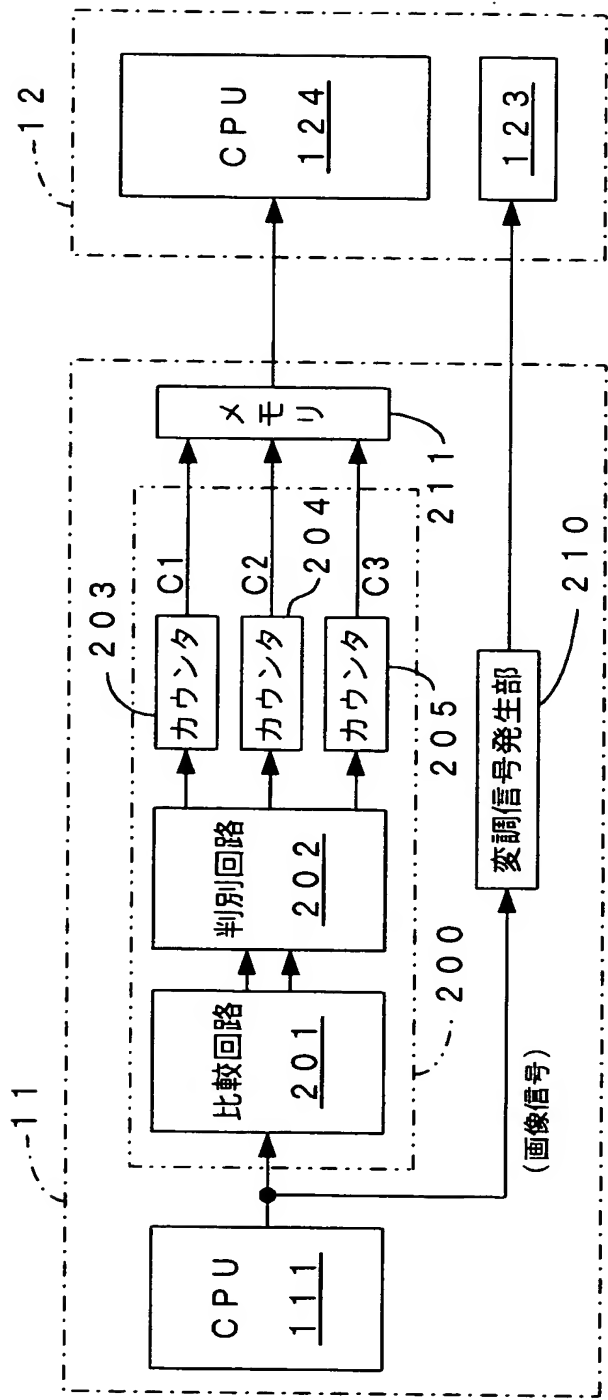 11
12
CPU
111
比較回路
201
判別回路
202
203
カウンタ
C1
カウンタ
C2
204
カウンタ
C3
205
メモリ
211
200
CPU
124
(画像信号)
変調信号発生部
210
123